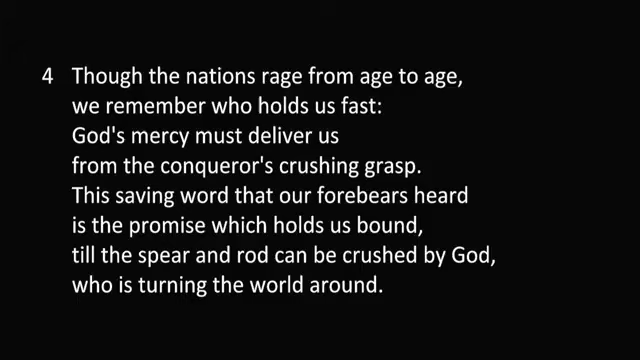 4 Though the nations rage from age to age,
we remember who holds us fast:
God's mercy must deliver us
from the conqueror's crushing grasp.
This saving word that our forebears heard
is the promise which holds us bound,
till the spear and rod can be crushed by God,
who is turning the world around.